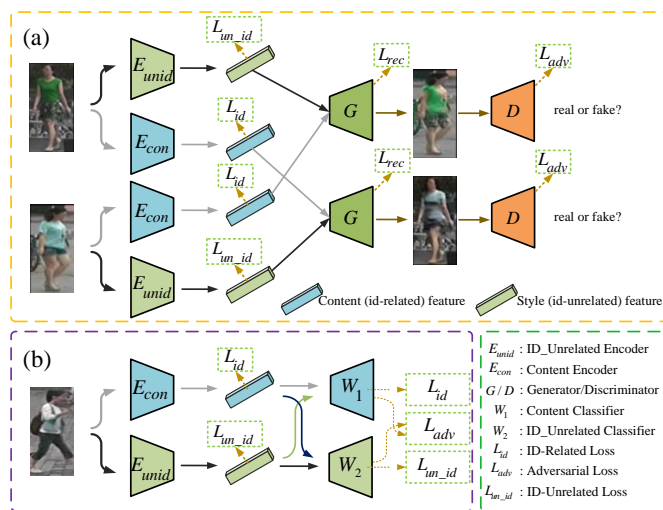 (a)
E_unid
L_un_id
E_con
L_id
G
L_rec
D
L_adv
real or fake?
E_con
L_id
G
L_rec
D
L_adv
real or fake?
E_unid
L_un_id
Content (id-related) feature
Style (id-unrelated) feature
(b)
E_con
L_id
W_1
L_id
L_adv
E_unid
L_un_id
W_2
L_un_id
E_unid : ID_Unrelated Encoder
E_con : Content Encoder
G / D : Generator/Discriminator
W_1 : Content Classifier
W_2 : ID_Unrelated Classifier
L_id : ID-Related Loss
L_adv : Adversarial Loss
L_un_id : ID-Unrelated Loss